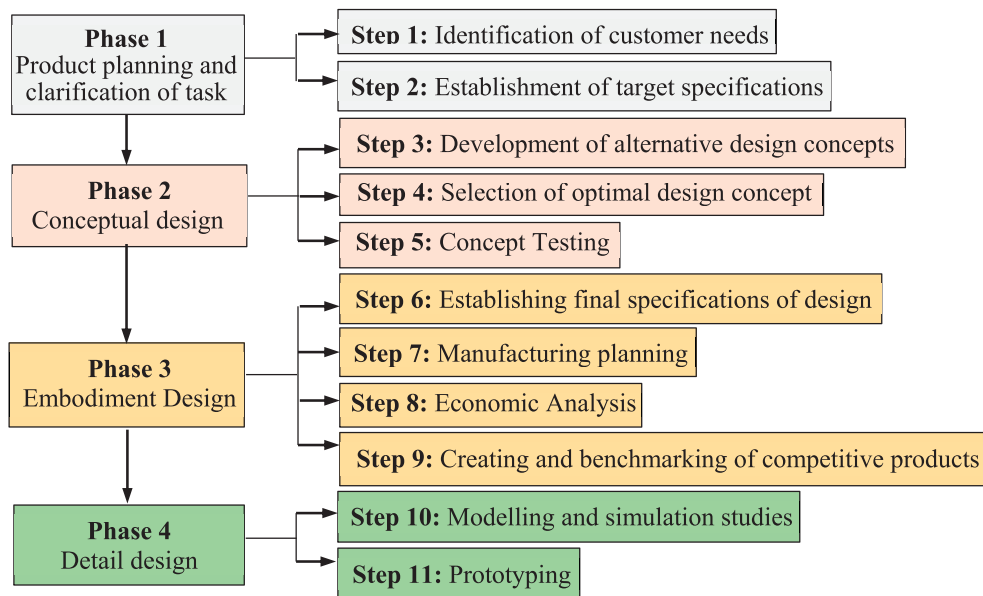 Phase 1
Product planning and
clarification of task
Step 1: Identification of customer needs
Step 2: Establishment of target specifications
Phase 2
Conceptual design
Step 3: Development of alternative design concepts
Step 4: Selection of optimal design concept
Step 5: Concept Testing
Phase 3
Embodiment Design
Step 6: Establishing final specifications of design
Step 7: Manufacturing planning
Step 8: Economic Analysis
Step 9: Creating and benchmarking of competitive products
Phase 4
Detail design
Step 10: Modelling and simulation studies
Step 11: Prototyping